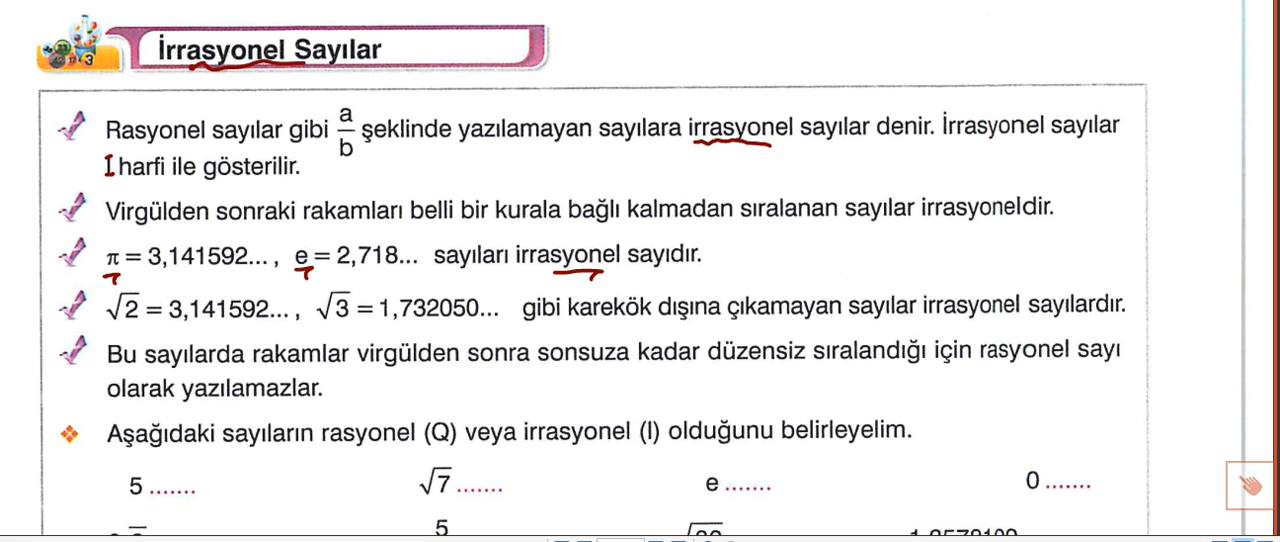 İrrasyonel Sayılar
Rasyonel sayılar gibi a/b şeklinde yazılamayan sayılara irrasyonel sayılar denir. İrrasyonel sayılar
I harfi ile gösterilir.
Virgülden sonraki rakamları belli bir kurala bağlı kalmadan sıralanan sayılar irrasyoneldir.
π = 3,141592... , e = 2,718... sayıları irrasyonel sayıdır.
√2 = 3,141592... , √3 = 1,732050... gibi karekök dışına çıkamayan sayılar irrasyonel sayılardır.
Bu sayılarda rakamlar virgülden sonra sonsuza kadar düzensiz sıralandığı için rasyonel sayı
olarak yazılamazlar.
Aşağıdaki sayıların rasyonel (Q) veya irrasyonel (I) olduğunu belirleyelim.
5 ....... √7 ....... e ....... 0 .......
5